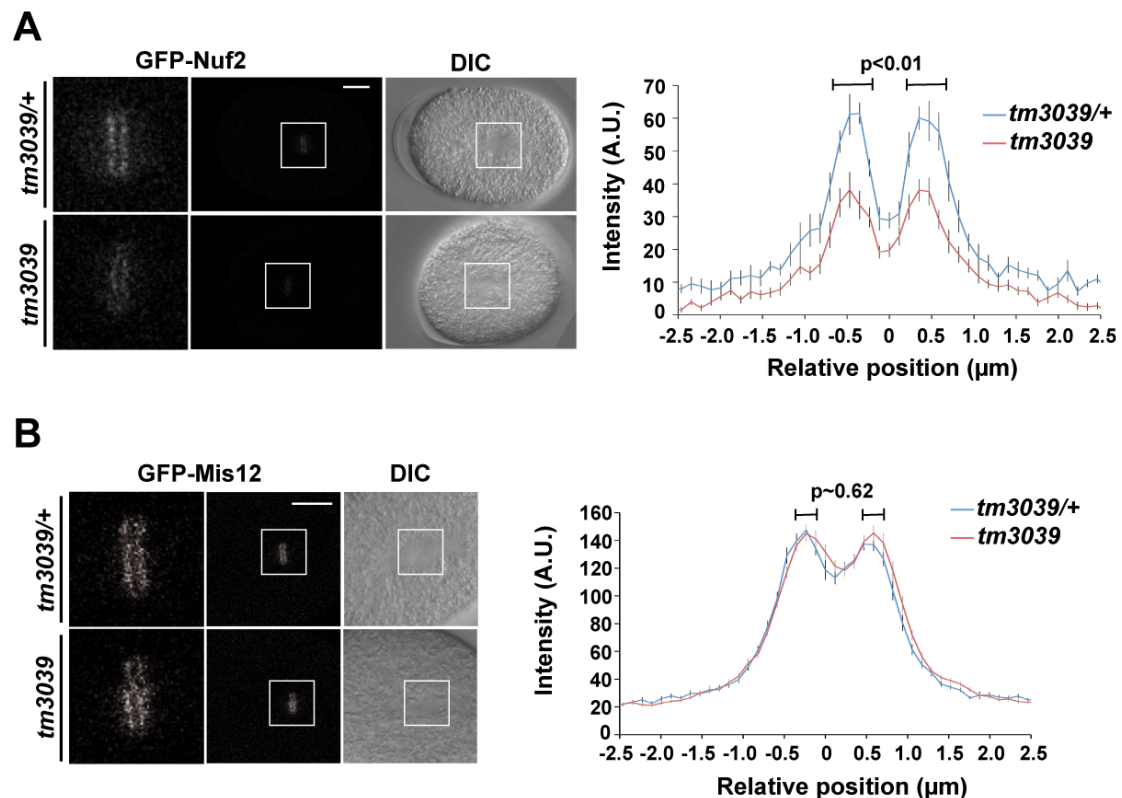 A
GFP-Nuf2 DIC
tm3039/+
tm3039
p<0.01
tm3039/+
tm3039
Intensity (A.U.)
70
60
50
40
30
20
10
0
-2.5 -2.0 -1.5 -1.0 -0.5 0 0.5 1.0 1.5 2.0 2.5
Relative position (µm)
B
GFP-Mis12 DIC
tm3039/+
tm3039
p~0.62
tm3039/+
tm3039
Intensity (A.U.)
160
140
120
100
80
60
40
20
0
-2.5 -2.0 -1.5 -1.0 -0.5 0 0.5 1.0 1.5 2.0 2.5
Relative position (µm)